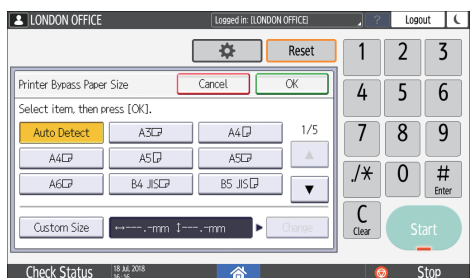 LONDON OFFICE
Logged in: [LONDON OFFICE]
?
Logout
Reset
Printer Bypass Paper Size
Cancel
OK
Select item, then press [OK].
Auto Detect
A3
A4
1/5
A4
A5
A5
A6
B4 JIS
B5 JIS
Custom Size
↔---.-mm ↕---.-mm
Change
1 2 3
4 5 6
7 8 9
./* 0 #
Enter
C
Clear
Start
Check Status
18 JUL 2018
16:16
Stop